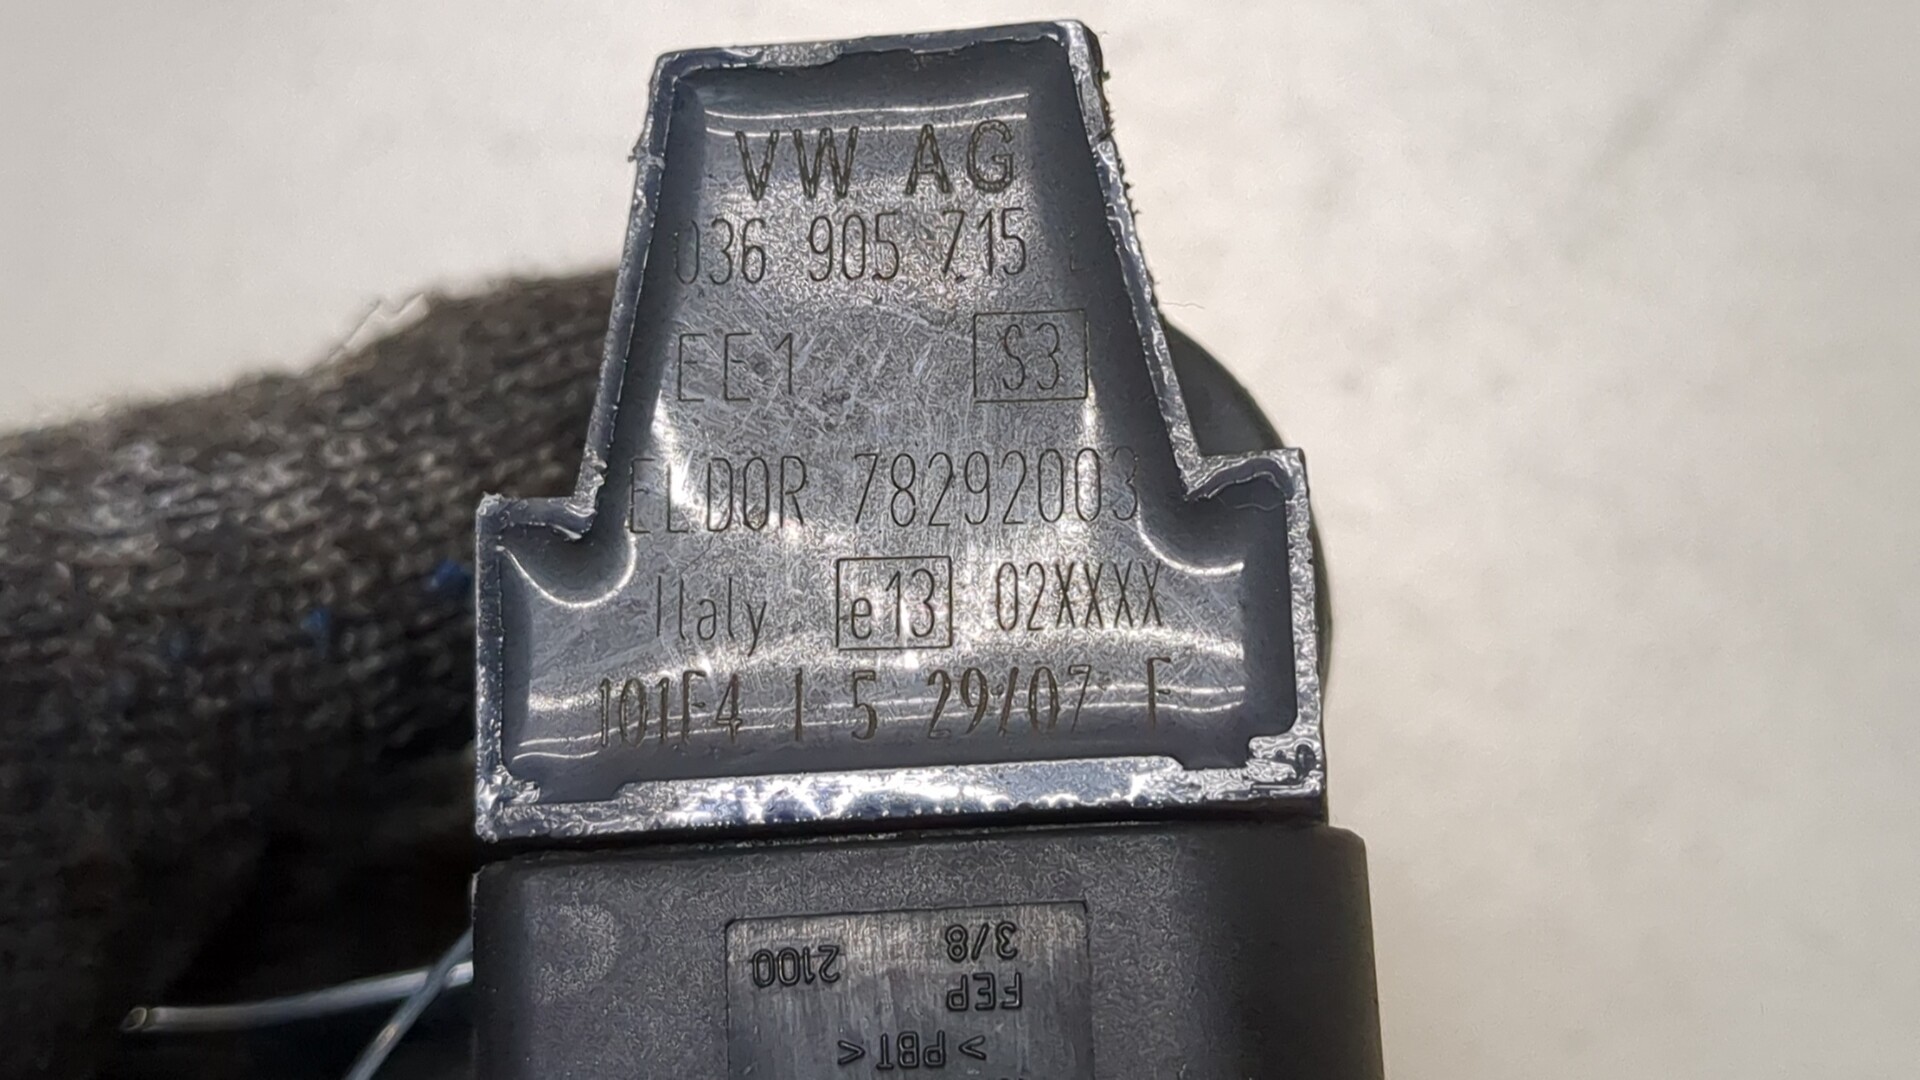 VW AG
036 905 715
EE1 S3
ELDOR 78292003
Italy e13 02XXXX
101F4 1 5 29/07 F
3/8
FEP 2100
>PBT<